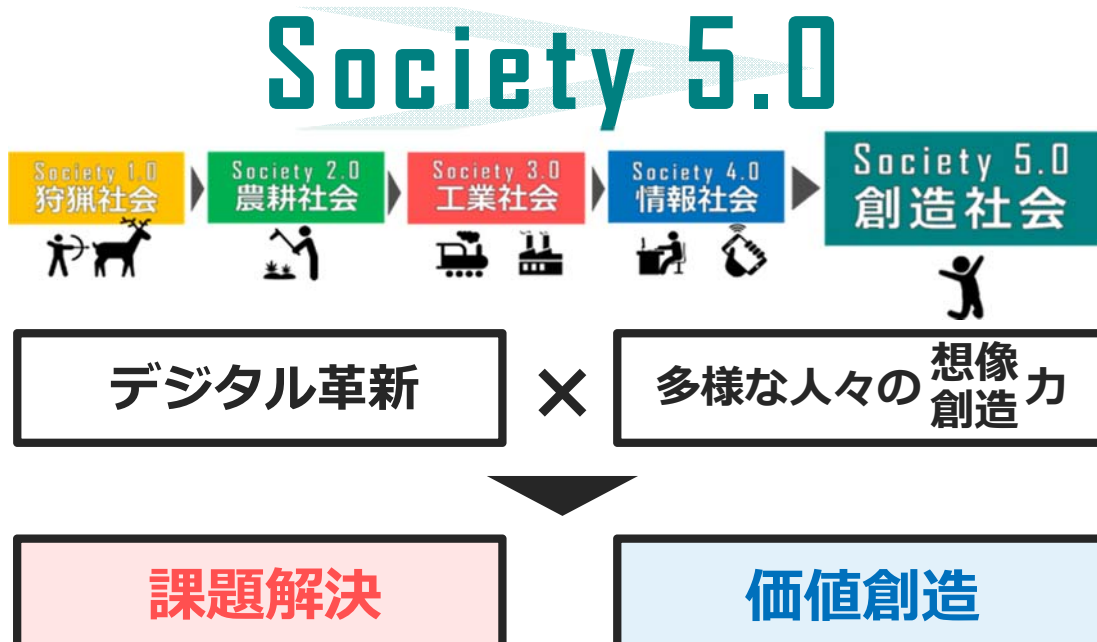 Society 5.0
Society 1.0
狩猟社会
Society 2.0
農耕社会
Society 3.0
工業社会
Society 4.0
情報社会
Society 5.0
創造社会
デジタル革新
×
多様な人々の想像創造力
課題解決
価値創造